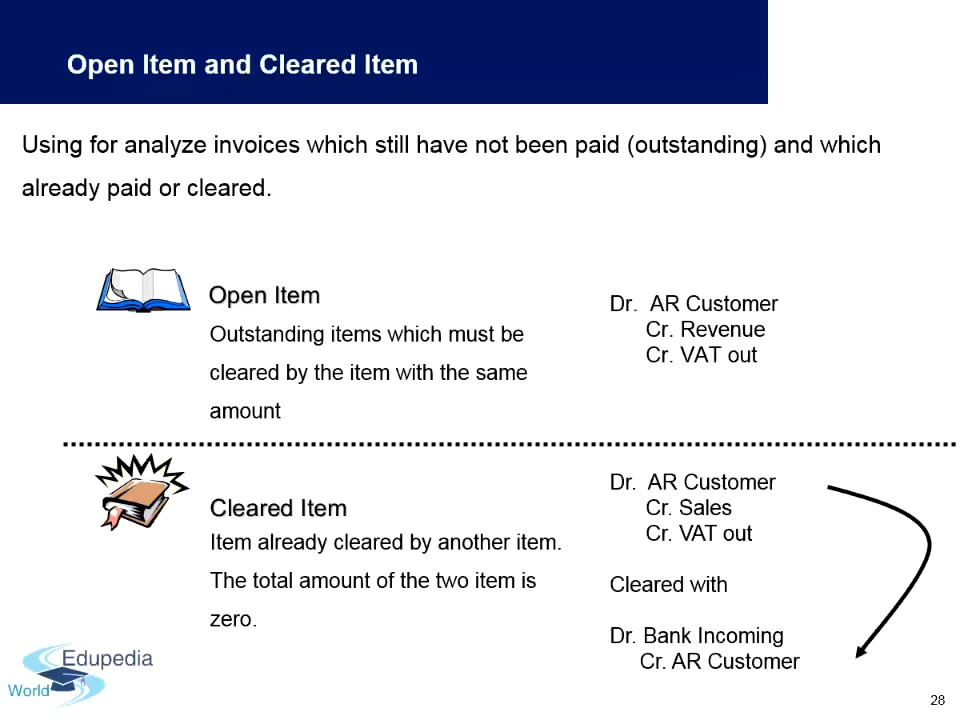 Open Item and Cleared Item
Using for analyze invoices which still have not been paid (outstanding) and which
already paid or cleared.
Open Item
Outstanding items which must be
cleared by the item with the same
amount
Dr. AR Customer
Cr. Revenue
Cr. VAT out
Cleared Item
Item already cleared by another item.
The total amount of the two item is
zero.
Dr. AR Customer
Cr. Sales
Cr. VAT out
Cleared with
Dr. Bank Incoming
Cr. AR Customer
Edupedia
World
28